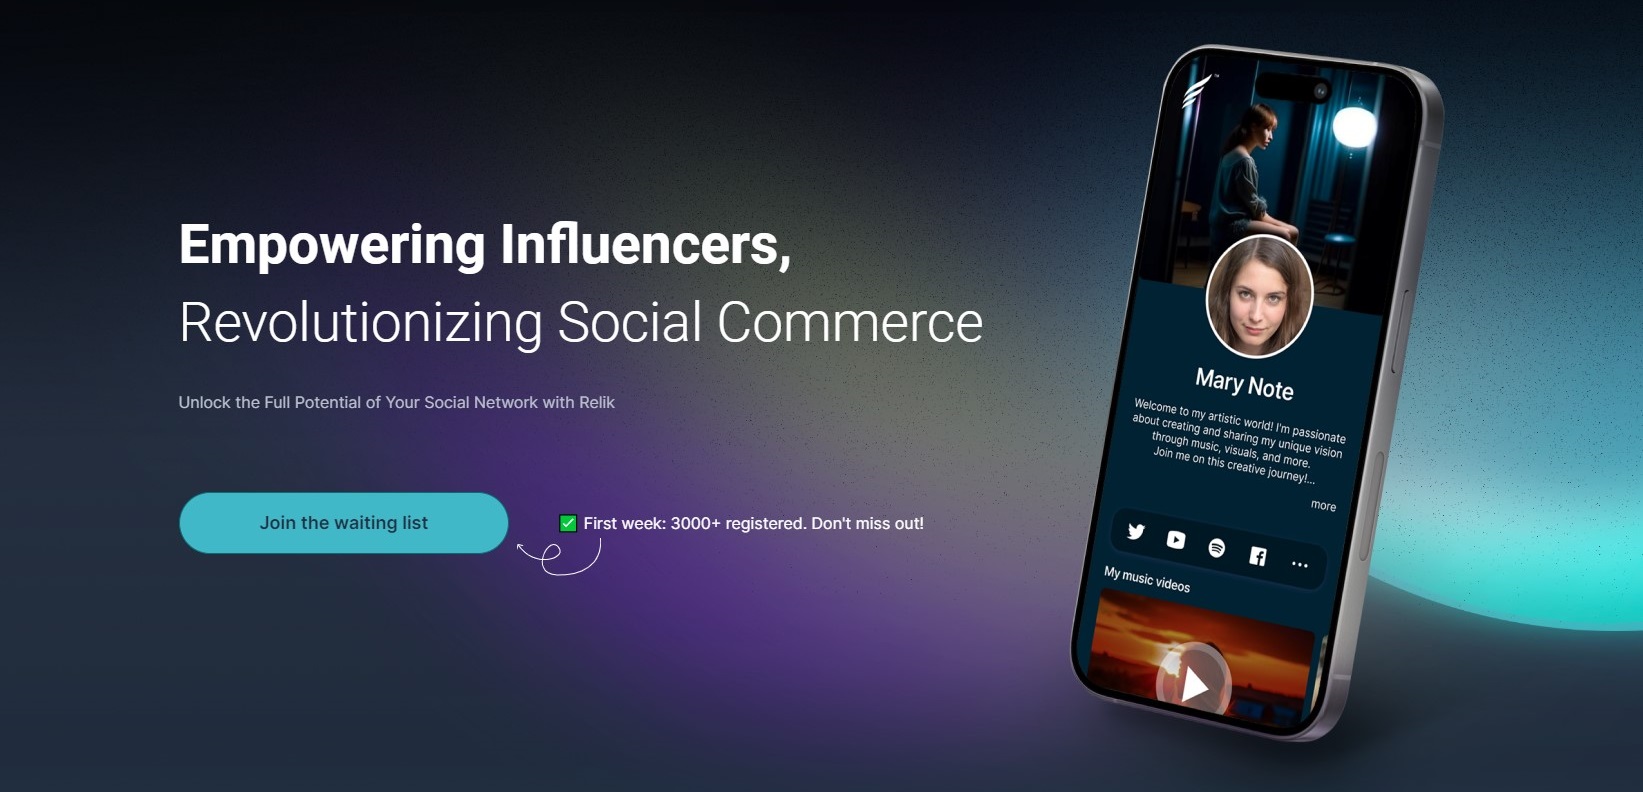 Empowering Influencers,
Revolutionizing Social Commerce
Unlock the Full Potential of Your Social Network with Relik
Join the waiting list
First week: 3000+ registered. Don't miss out!
Mary Note
Welcome to my artistic world! I'm passionate
about creating and sharing my unique vision
through music, visuals, and more.
Join me on this creative journey!...
more
My music videos